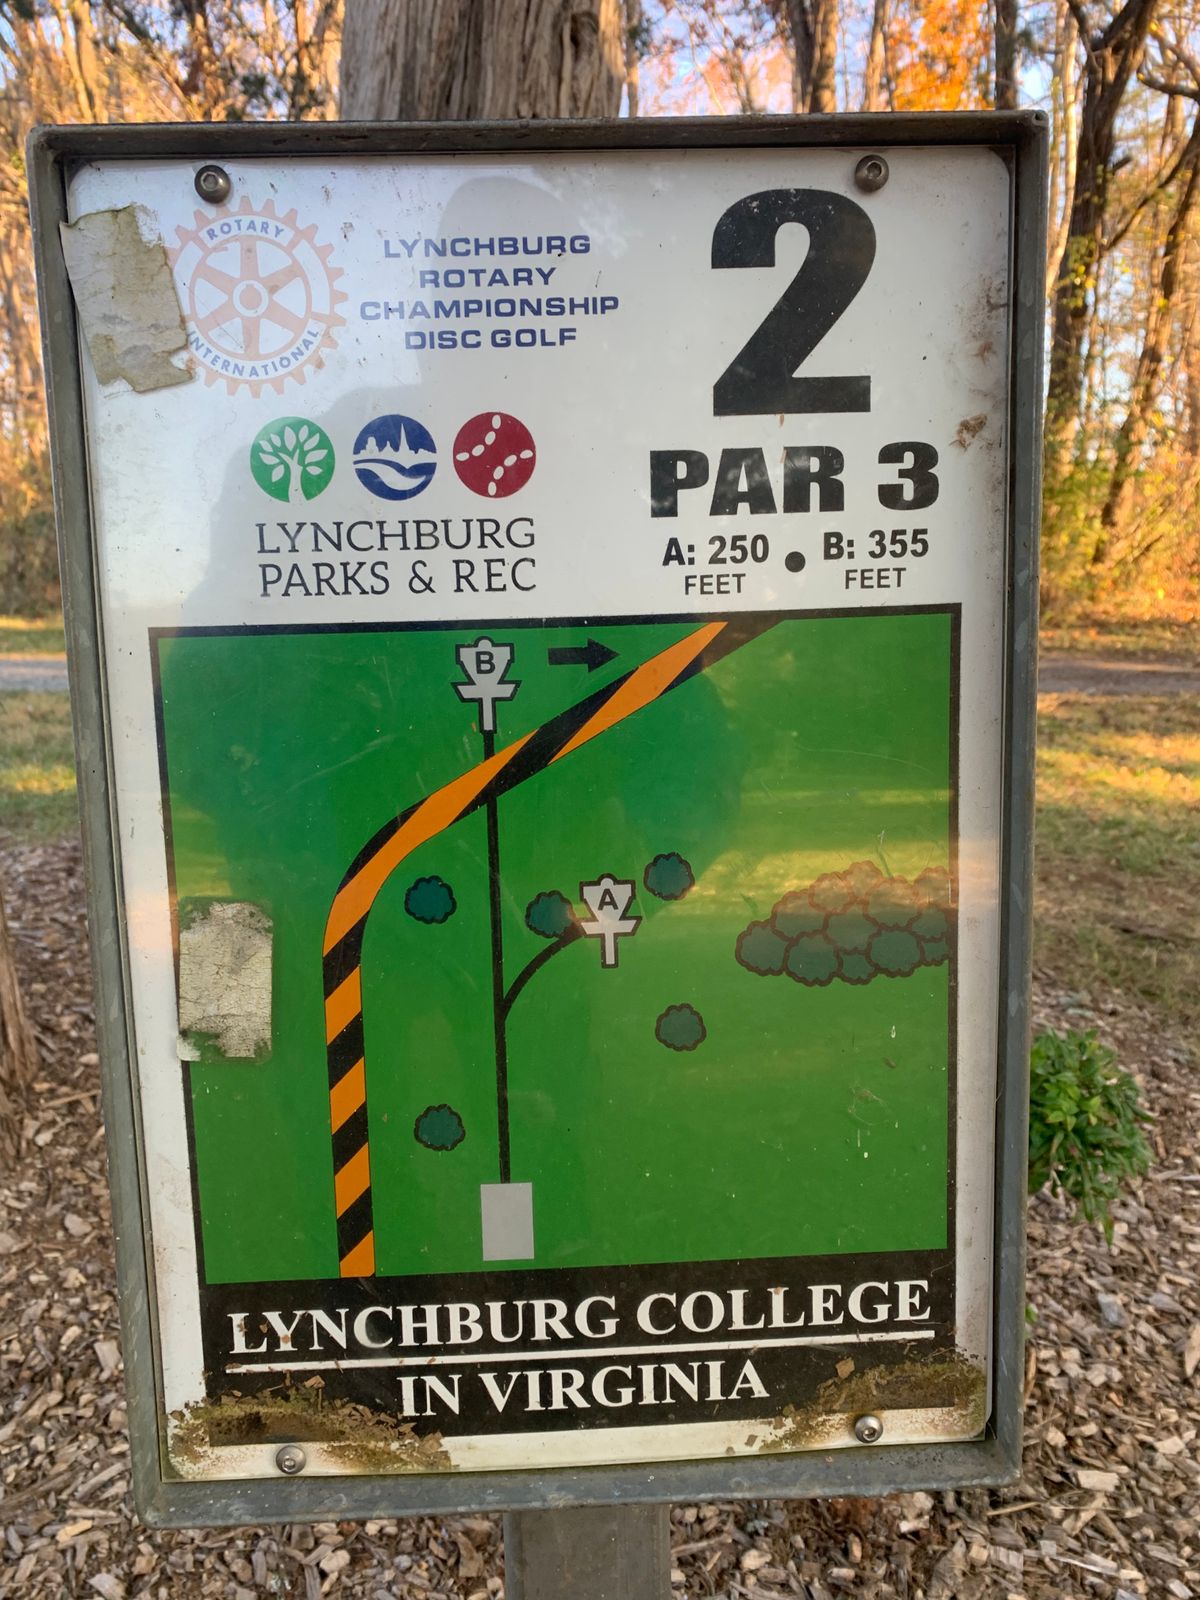 ROTARY
INTERNATIONAL
LYNCHBURG
ROTARY
CHAMPIONSHIP
DISC GOLF
2
PAR 3
A: 250 • B: 355
FEET FEET
LYNCHBURG
PARKS & REC
B
A
LYNCHBURG COLLEGE
IN VIRGINIA